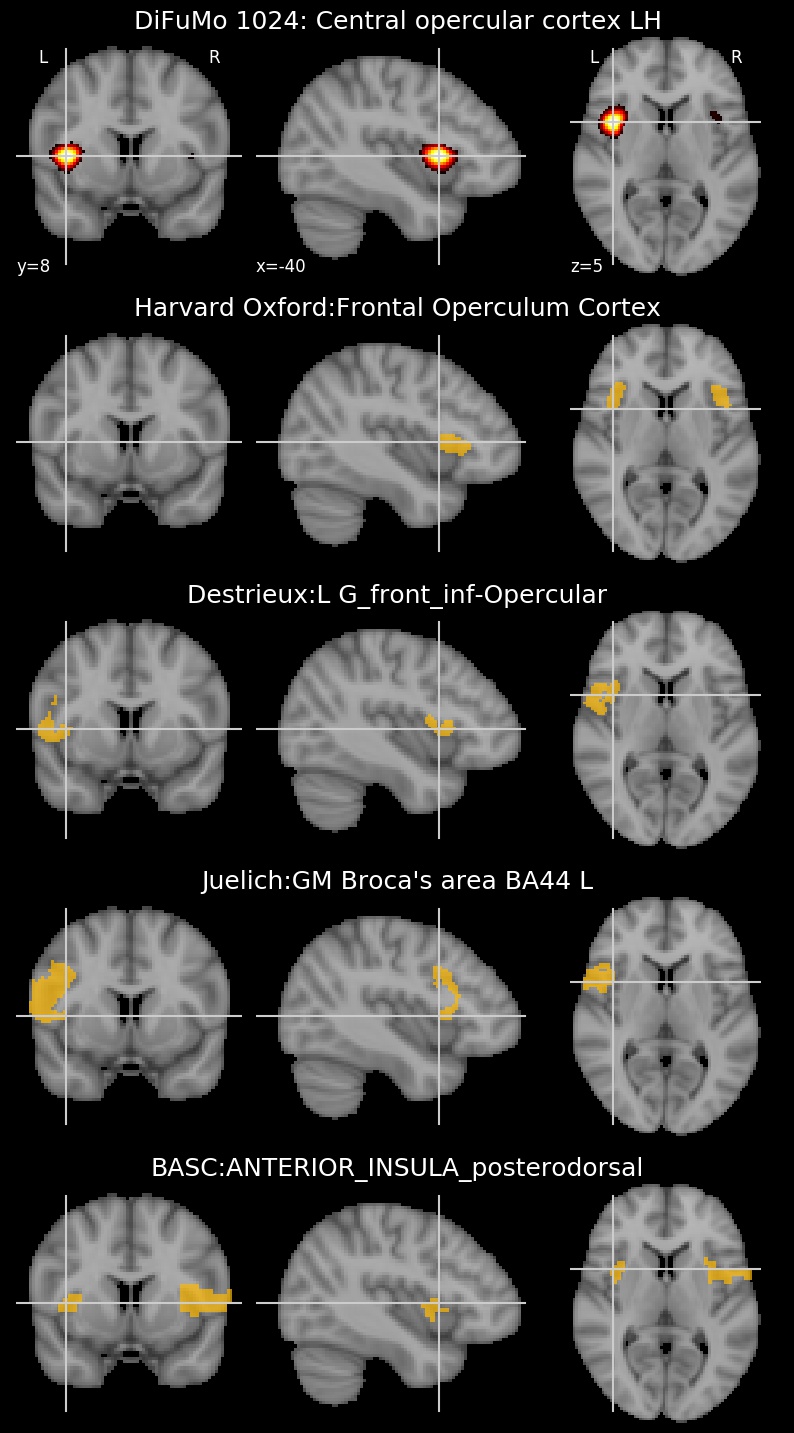 DiFuMo 1024: Central opercular cortex LH
L R L R
y=8 x=-40 z=5
Harvard Oxford:Frontal Operculum Cortex
Destrieux:L G_front_inf-Opercular
Juelich:GM Broca's area BA44 L
BASC:ANTERIOR_INSULA_posterodorsal